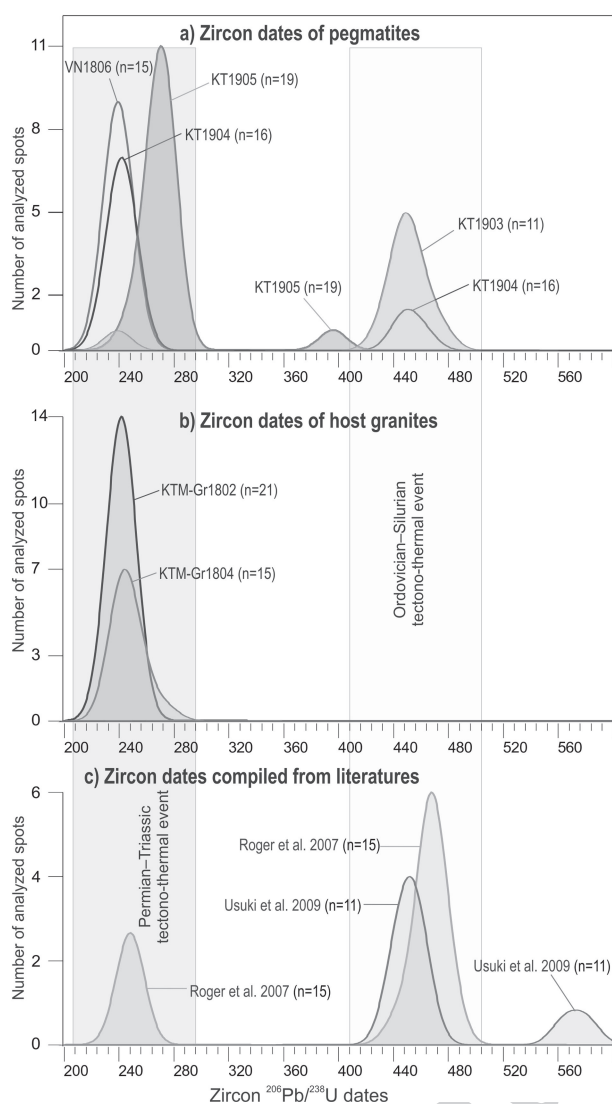 a) Zircon dates of pegmatites
11
8
5
2
0
Number of analyzed spots
VN1806 (n=15)
KT1905 (n=19)
KT1904 (n=16)
KT1905 (n=19)
KT1903 (n=11)
KT1904 (n=16)
200 240 280 320 360 400 440 480 520 560
b) Zircon dates of host granites
14
10
7
3
0
Number of analyzed spots
KTM-Gr1802 (n=21)
KTM-Gr1804 (n=15)
Ordovician–Silurian
tectono-thermal event
200 240 280 320 360 400 440 480 520 560
c) Zircon dates compiled from literatures
6
4
2
0
Number of analyzed spots
Permian–Triassic
tectono-thermal event
Roger et al. 2007 (n=15)
Usuki et al. 2009 (n=11)
Usuki et al. 2009 (n=11)
Roger et al. 2007 (n=15)
200 240 280 320 360 400 440 480 520 560
Zircon ²⁰⁶Pb/²³⁸U dates